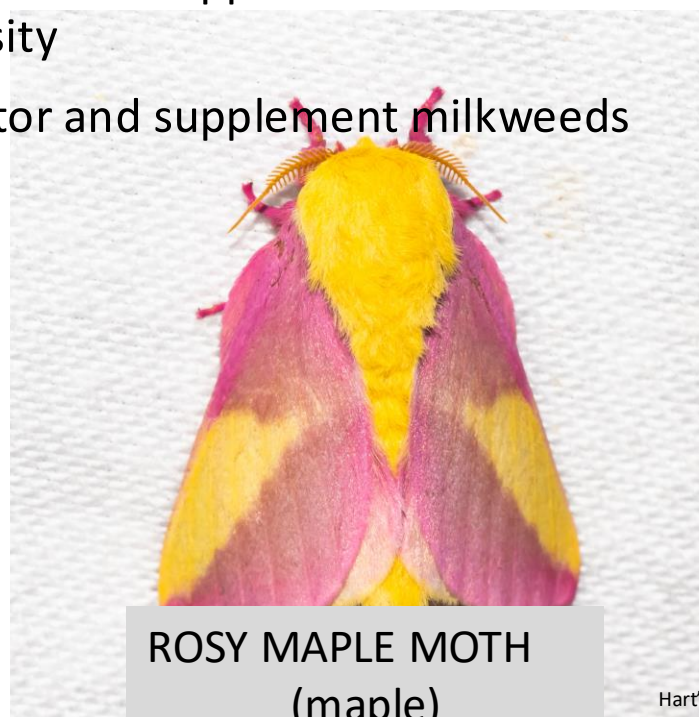 sity
tor and supplement milkweeds
ROSY MAPLE MOTH
(maple)
Hart'